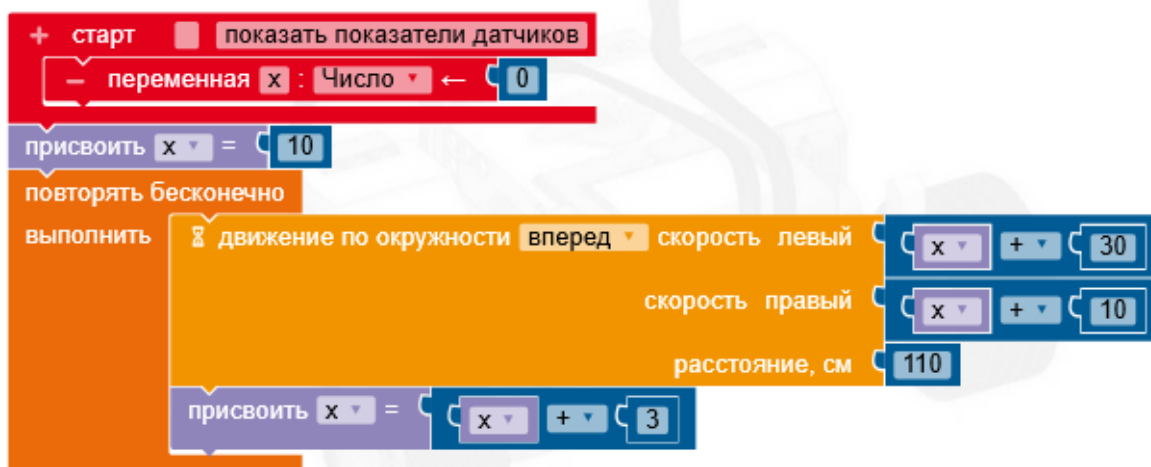 + старт показать показатели датчиков
– переменная x : Число ← 0
присвоить x = 10
повторять бесконечно
выполнить движение по окружности вперед скорость левый x + 30
скорость правый x + 10
расстояние, см 110
присвоить x = x + 3